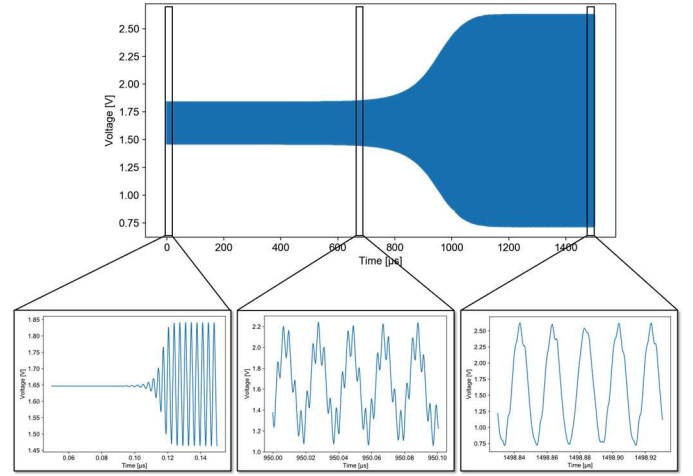 2.50
2.25
2.00
1.75
1.50
1.25
1.00
0.75
Voltage [V]
0 200 400 600 800 1000 1200 1400
Time [µs]
1.85
1.80
1.75
1.70
1.65
1.60
1.55
1.50
1.45
Voltage [V]
0.06 0.08 0.10 0.12 0.14
Time [µs]
2.2
2.0
1.8
1.6
1.4
1.2
1.0
Voltage [V]
950.00 950.02 950.04 950.06 950.08 950.10
Time [µs]
2.50
2.25
2.00
1.75
1.50
1.25
1.00
0.75
Voltage [V]
1498.84 1498.86 1498.88 1498.90 1498.92
Time [µs]